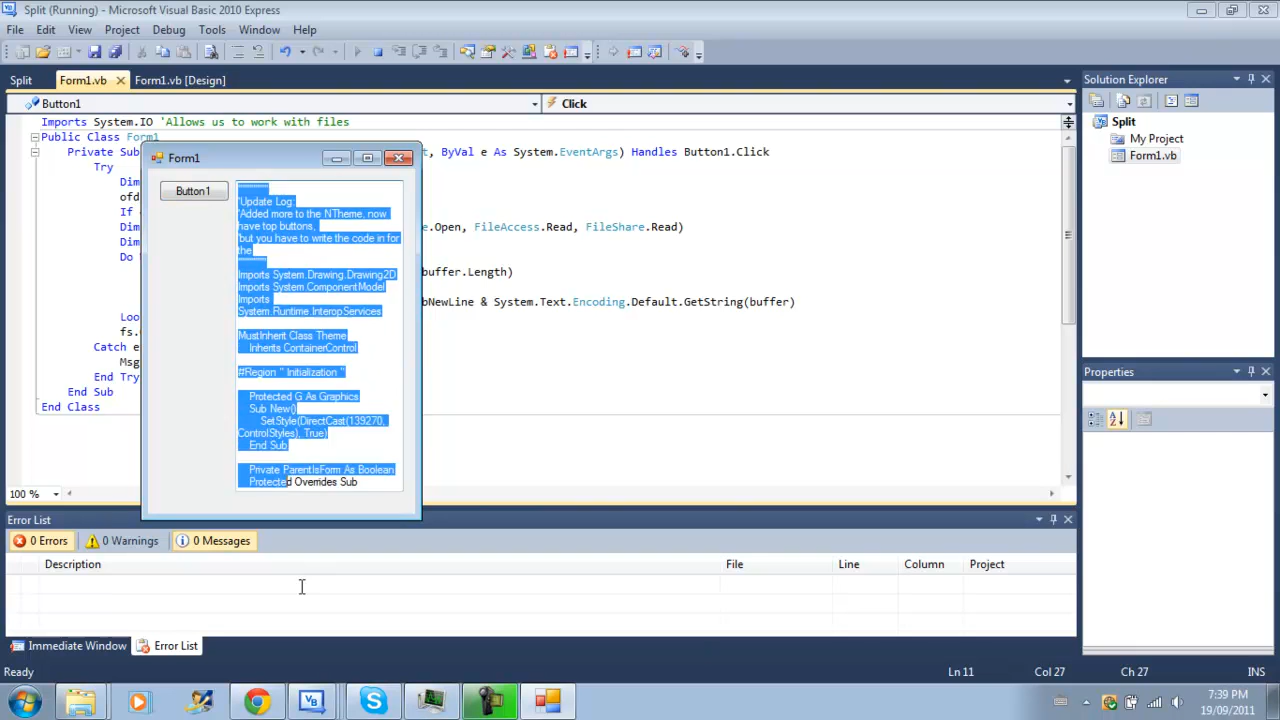 Split (Running) - Microsoft Visual Basic 2010 Express
File Edit View Project Debug Tools Window Help
Split Form1.vb Form1.vb [Design] Solution Explorer
Button1 Click
Imports System.IO 'Allows us to work with files
Split
Public Class Form1
My Project
Private Sub , ByVal e As System.EventArgs) Handles Button1.Click
Form1.vb
Form1
Try
Dim
Button1
ofd
'Update Log:
If
'Added more to the NTheme, now
have top buttons,
Dim e.Open, FileAccess.Read, FileShare.Read)
'but you have to write the code in for
the
Dim
Do
Imports System.Drawing.Drawing2D
buffer.Length)
Imports System.ComponentModel
Imports
bNewLine & System.Text.Encoding.Default.GetString(buffer)
System.Runtime.InteropServices
Loo
fs.
MustInherit Class Theme
Inherits ContainerControl
Catch e
Msg
#Region " Initialization "
End Try
End Sub
Protected G As Graphics
End Class
Sub New()
SetStyle(DirectCast(139270,
ControlStyles), True)
End Sub
Private ParentIsForm As Boolean
Protected Overrides Sub
100 %
Properties
Error List
0 Errors 0 Warnings 0 Messages
Description File Line Column Project
Immediate Window Error List
Ready Ln 11 Col 27 Ch 27 INS
7:39 PM
19/09/2011